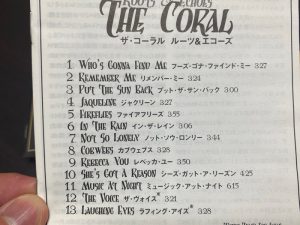 ROOTS & ECHOES
THE CORAL
ザ・コーラル ルーツ&エコーズ
1 WHO'S GONNA FIND ME フーズ・ゴナ・ファインド・ミー 3:27
2 REMEMBER ME リメンバー・ミー 3:24
3 PUT THE SUN BACK プット・ザ・サン・バック 3:00
4 JAQUELINE ジャクリーン 3:27
5 FIREFLIES ファイアフライズ 3:55
6 IN THE RAIN イン・ザ・レイン 3:06
7 NOT SO LONELY ノット・ソウ・ロンリー 3:44
8 COBWEBS カブウェブス 3:28
9 REBECCA YOU レベッカ・ユー 3:50
10 SHE'S GOT A REASON シーズ・ガット・ア・リーズン 4:25
11 MUSIC AT NIGHT ミュージック・アット・ナイト 6:15
12 THE VOICE* ザ・ヴォイス* 3:21
13 LAUGHING EYES* ラフィング・アイズ* 3:28